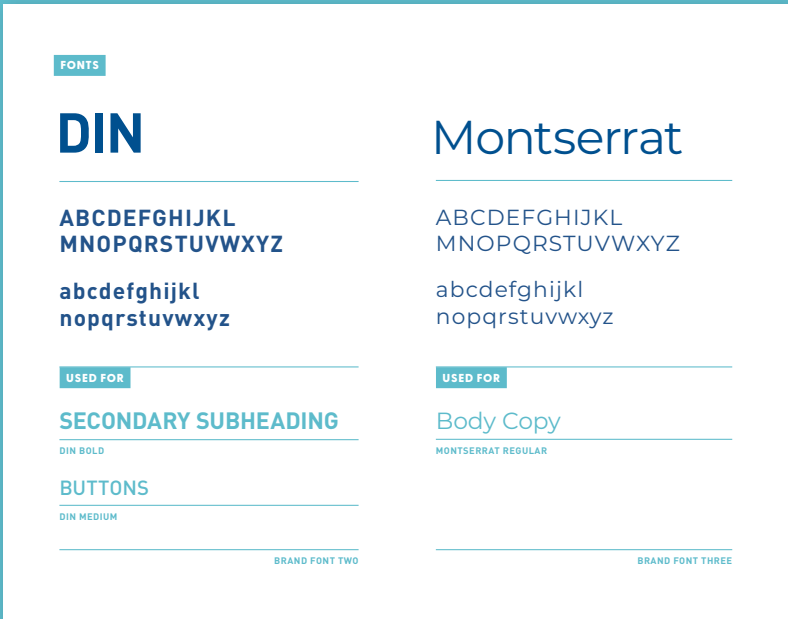 FONTS
DIN
ABCDEFGHIJKL
MNOPQRSTUVWXYZ
abcdefghijkl
nopqrstuvwxyz
USED FOR
SECONDARY SUBHEADING
DIN BOLD
BUTTONS
DIN MEDIUM
BRAND FONT TWO
Montserrat
ABCDEFGHIJKL
MNOPQRSTUVWXYZ
abcdefghijkl
nopqrstuvwxyz
USED FOR
Body Copy
MONTSERRAT REGULAR
BRAND FONT THREE